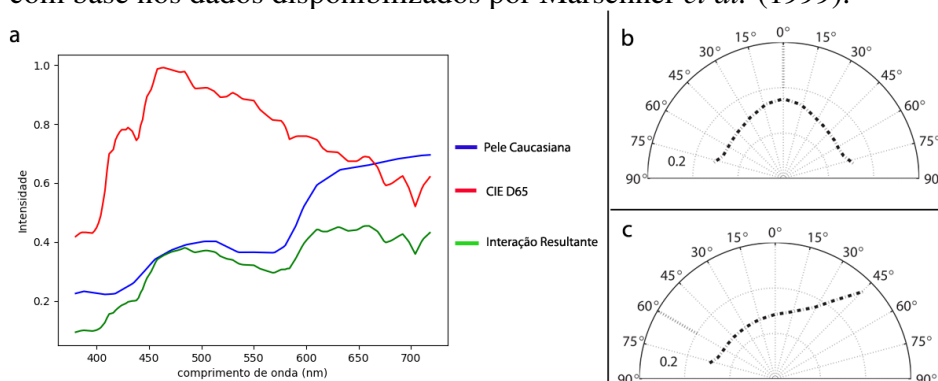 com base nos dados disponibilizados por Marschner et al. (1999).
a
1.0
0.8
0.6
0.4
0.2
Intensidade
400 450 500 550 600 650 700
comprimento de onda (nm)
Pele Caucasiana
CIE D65
Interação Resultante
b
0°
15° 15°
30° 30°
45° 45°
60° 60°
75° 75°
0.2
90° 90°
c
0°
15° 15°
30° 30°
45° 45°
60° 60°
75° 75°
0.2
90° 90°